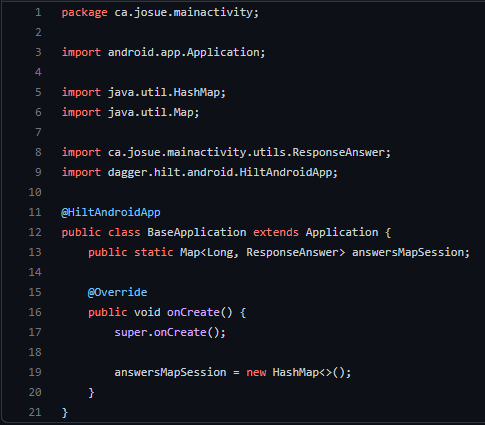 1 package ca.josue.mainactivity;
2
3 import android.app.Application;
4
5 import java.util.HashMap;
6 import java.util.Map;
7
8 import ca.josue.mainactivity.utils.ResponseAnswer;
9 import dagger.hilt.android.HiltAndroidApp;
10
11 @HiltAndroidApp
12 public class BaseApplication extends Application {
13     public static Map<Long, ResponseAnswer> answersMapSession;
14
15     @Override
16     public void onCreate() {
17         super.onCreate();
18
19         answersMapSession = new HashMap<>();
20     }
21 }